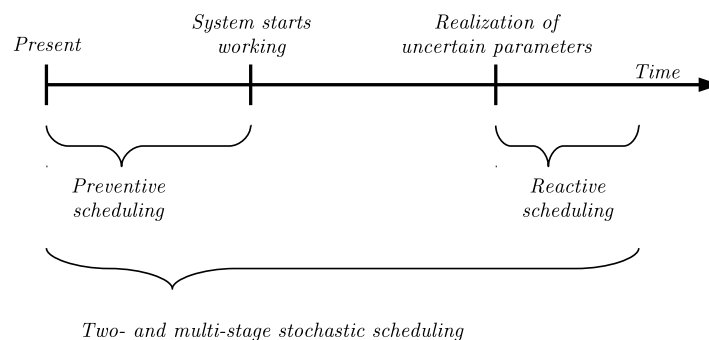 Present
System starts
working
Realization of
uncertain parameters
Time
Preventive
scheduling
Reactive
scheduling
Two- and multi-stage stochastic scheduling